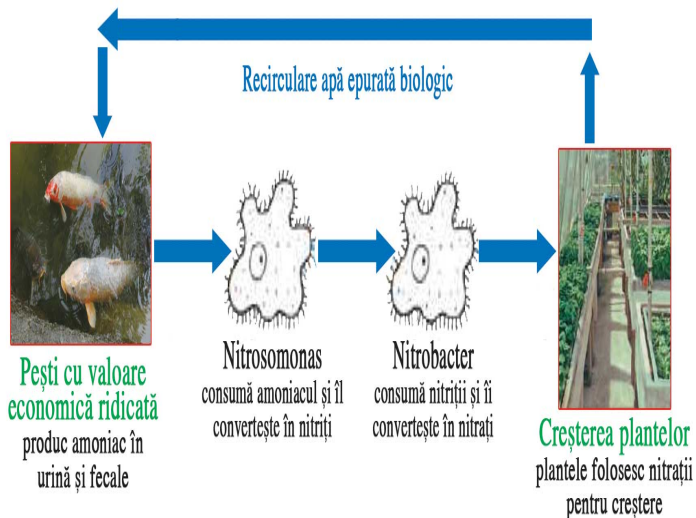 Recirculare apă epurată biologic
Pești cu valoare
economică ridicată
produc amoniac în
urină și fecale
Nitrosomonas
consumă amoniacul și îl
convertește în nitriți
Nitrobacter
consumă nitriții și îi
convertește în nitrați
Creșterea plantelor
plantele folosesc nitrații
pentru creștere